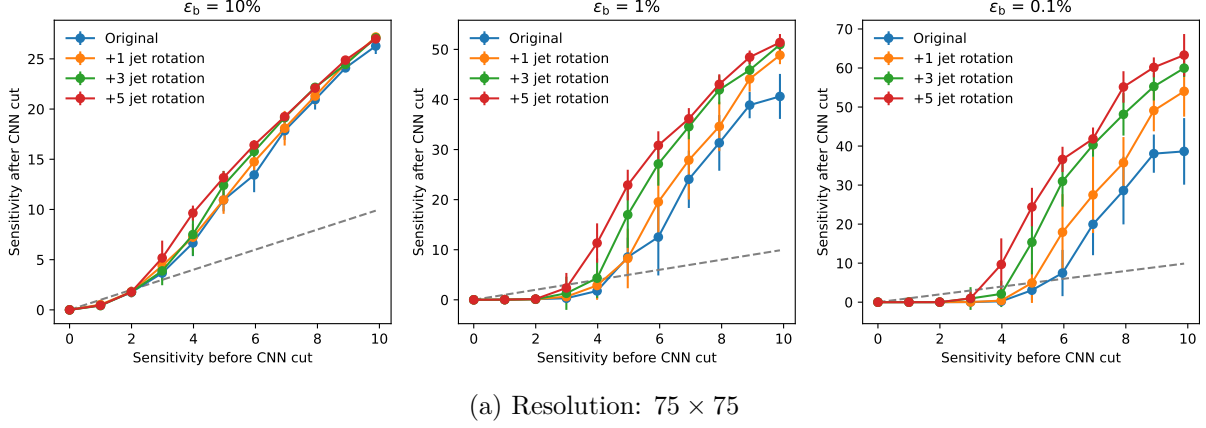 ε_b = 10%
Original
+1 jet rotation
+3 jet rotation
+5 jet rotation
Sensitivity after CNN cut
25
20
15
10
5
0
0 2 4 6 8 10
Sensitivity before CNN cut
ε_b = 1%
Original
+1 jet rotation
+3 jet rotation
+5 jet rotation
Sensitivity after CNN cut
50
40
30
20
10
0
0 2 4 6 8 10
Sensitivity before CNN cut
ε_b = 0.1%
Original
+1 jet rotation
+3 jet rotation
+5 jet rotation
Sensitivity after CNN cut
70
60
50
40
30
20
10
0
0 2 4 6 8 10
Sensitivity before CNN cut
(a) Resolution: 75 × 75